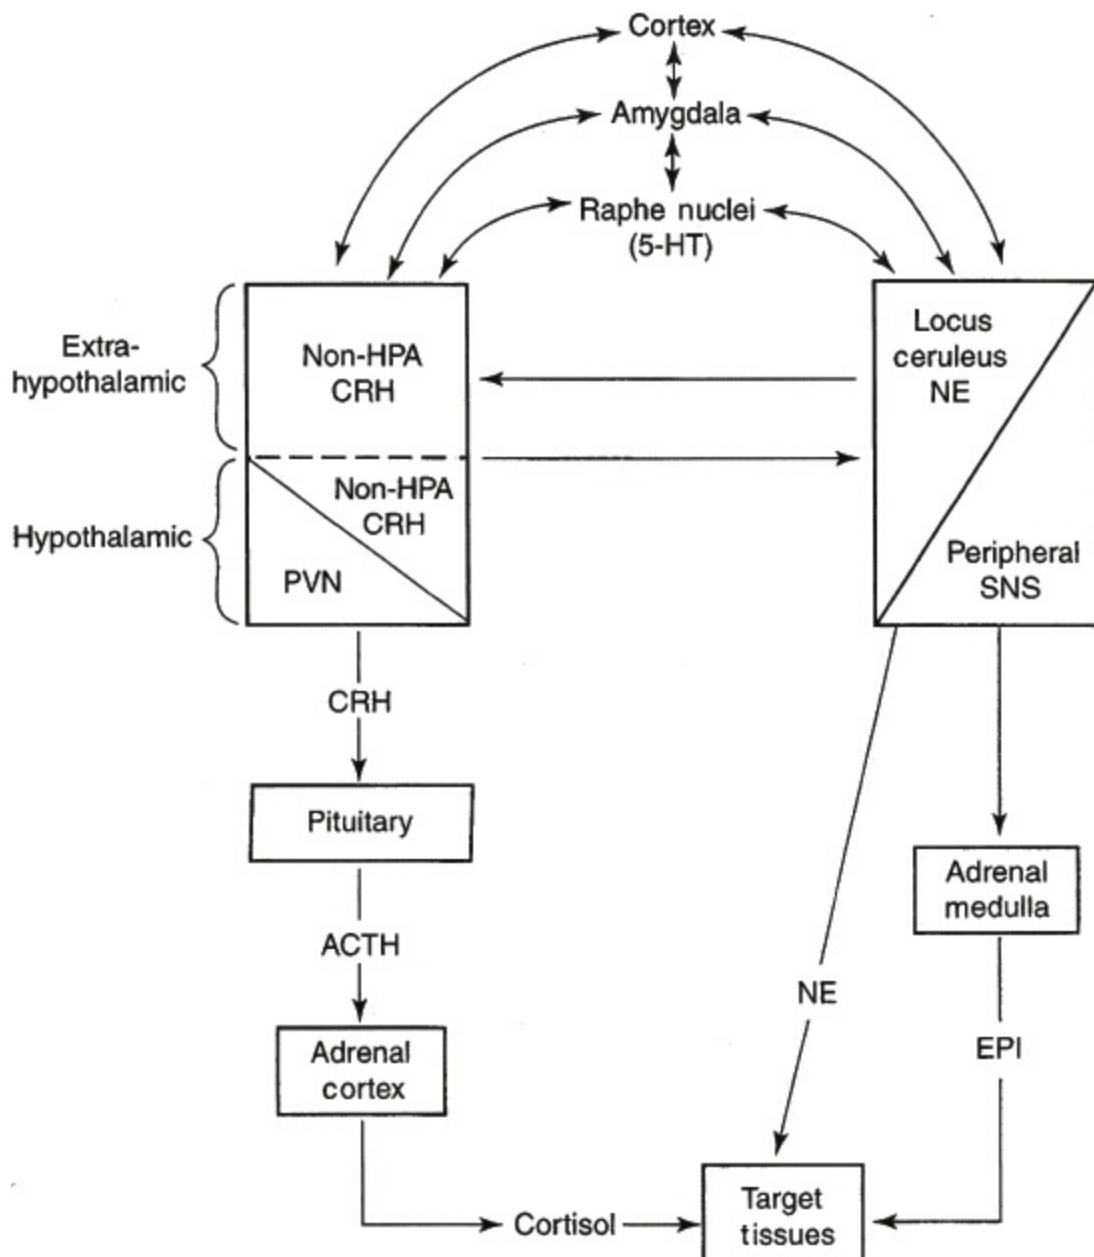 Cortex
Amygdala
Raphe nuclei
(5-HT)
Extra-
hypothalamic
Non-HPA
CRH
Locus
ceruleus
NE
Hypothalamic
Non-HPA
CRH
PVN
Peripheral
SNS
CRH
Pituitary
Adrenal
medulla
ACTH
NE
Adrenal
cortex
EPI
Cortisol
Target
tissues